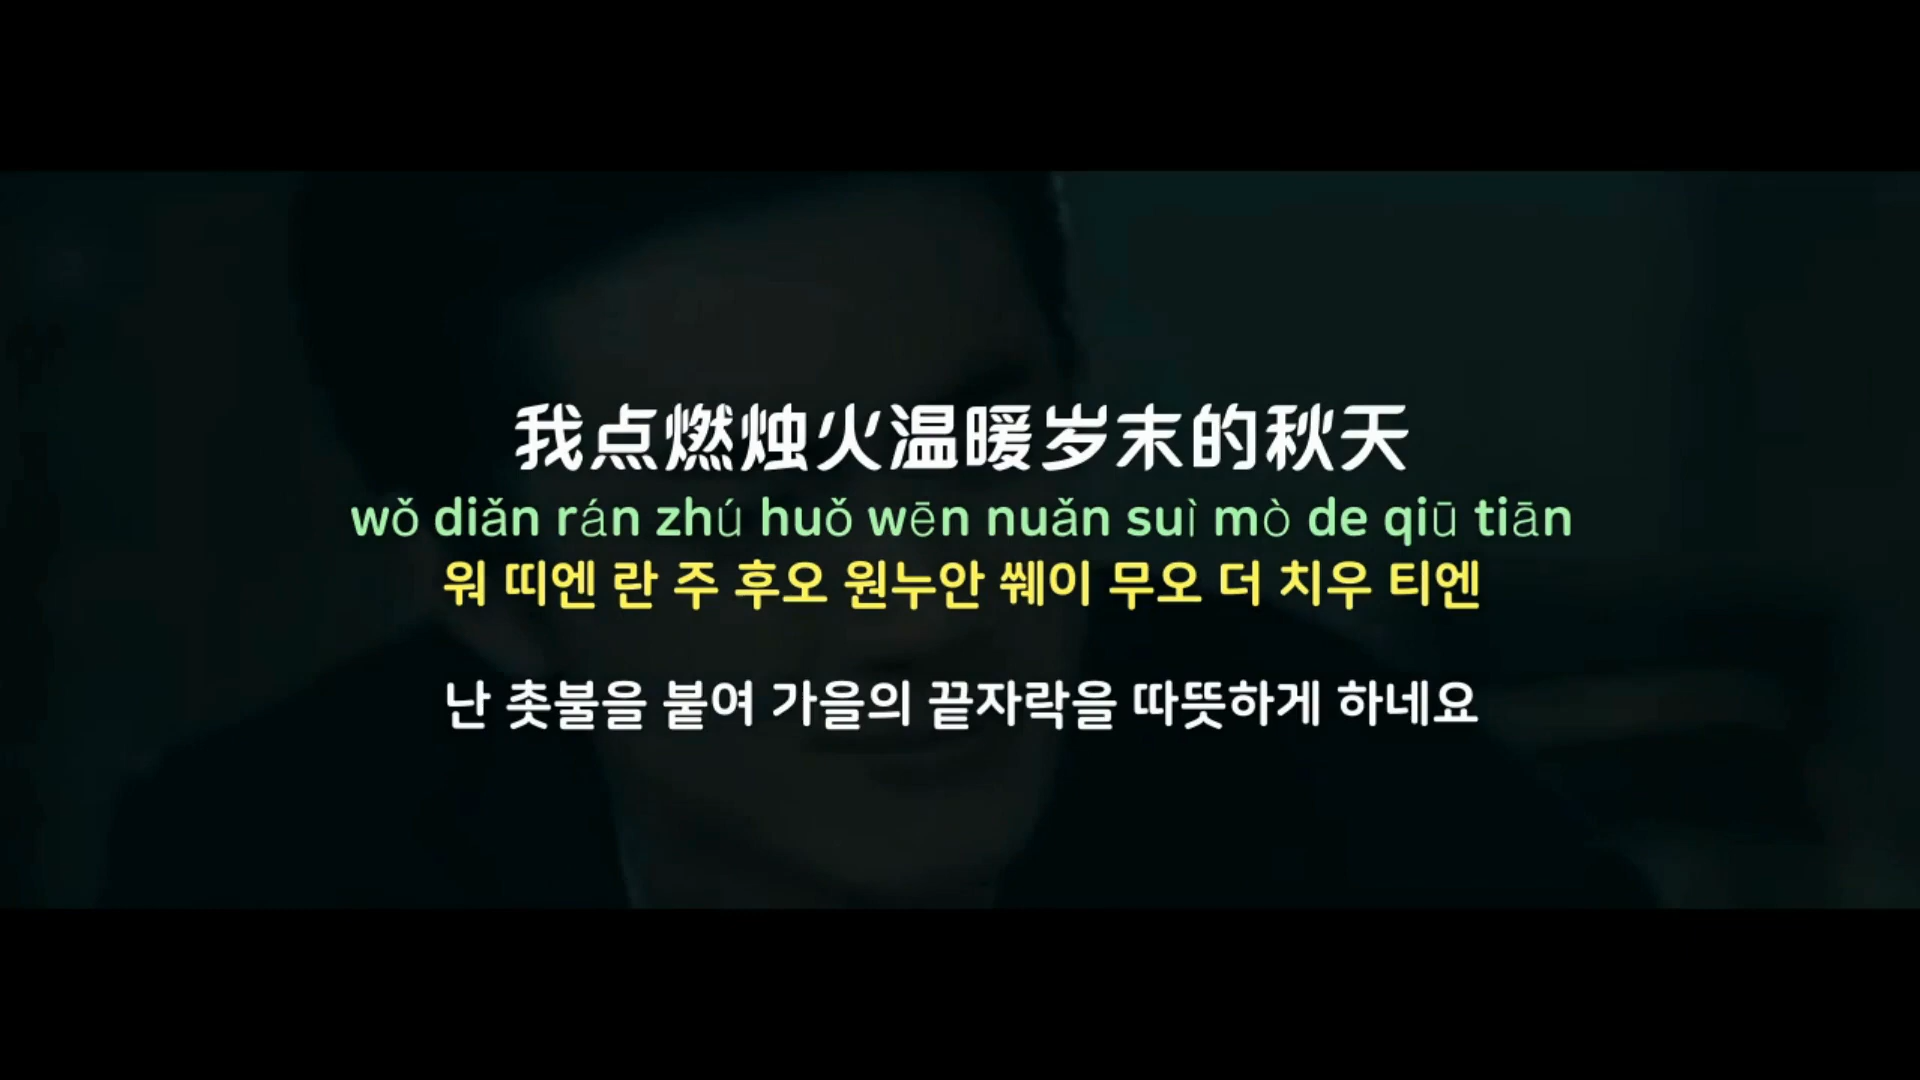 我点燃烛火温暖岁末的秋天
wǒ diǎn rán zhú huǒ wēn nuǎn suì mò de qiū tiān
워 띠엔 란 주 후오 원누안 쒜이 무오 더 치우 티엔
난 촛불을 붙여 가을의 끝자락을 따뜻하게 하네요